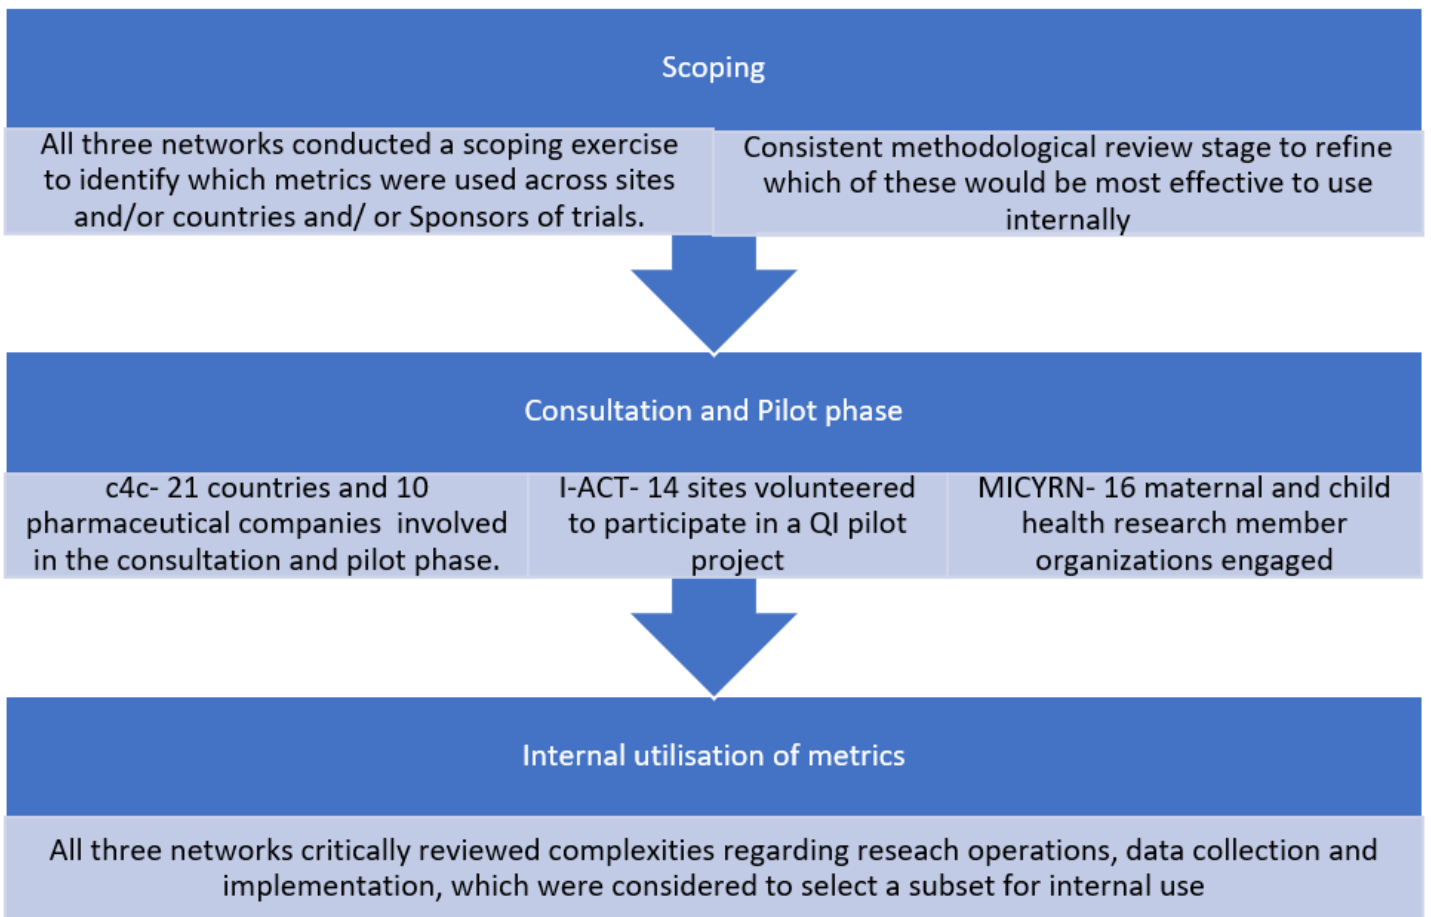 Scoping
All three networks conducted a scoping exercise
to identify which metrics were used across sites
and/or countries and/ or Sponsors of trials.
Consistent methodological review stage to refine
which of these would be most effective to use
internally
Consultation and Pilot phase
c4c- 21 countries and 10
pharmaceutical companies involved
in the consultation and pilot phase.
I-ACT- 14 sites volunteered
to participate in a QI pilot
project
MICYRN- 16 maternal and child
health research member
organizations engaged
Internal utilisation of metrics
All three networks critically reviewed complexities regarding reseach operations, data collection and
implementation, which were considered to select a subset for internal use